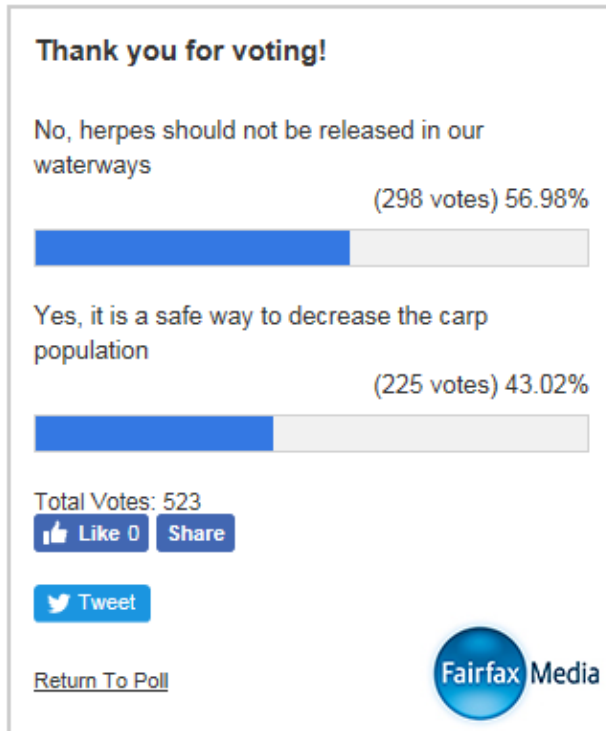 Thank you for voting!
No, herpes should not be released in our
waterways
(298 votes) 56.98%
Yes, it is a safe way to decrease the carp
population
(225 votes) 43.02%
Total Votes: 523
Like 0 Share
Tweet
Return To Poll
Fairfax Media